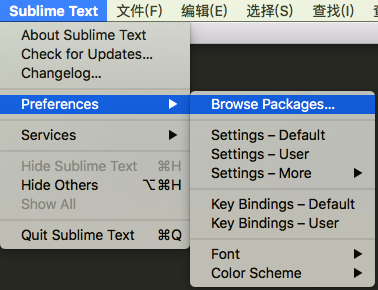 Sublime Text 文件(F) 编辑(E) 选择(S) 查找(I)
About Sublime Text
Check for Updates...
Changelog...
Preferences ▶
Browse Packages...
Settings – Default
Settings – User
Settings – More ▶
Key Bindings – Default
Key Bindings – User
Font ▶
Color Scheme ▶
Services ▶
Hide Sublime Text ⌘H
Hide Others ⌥⌘H
Show All
Quit Sublime Text ⌘Q